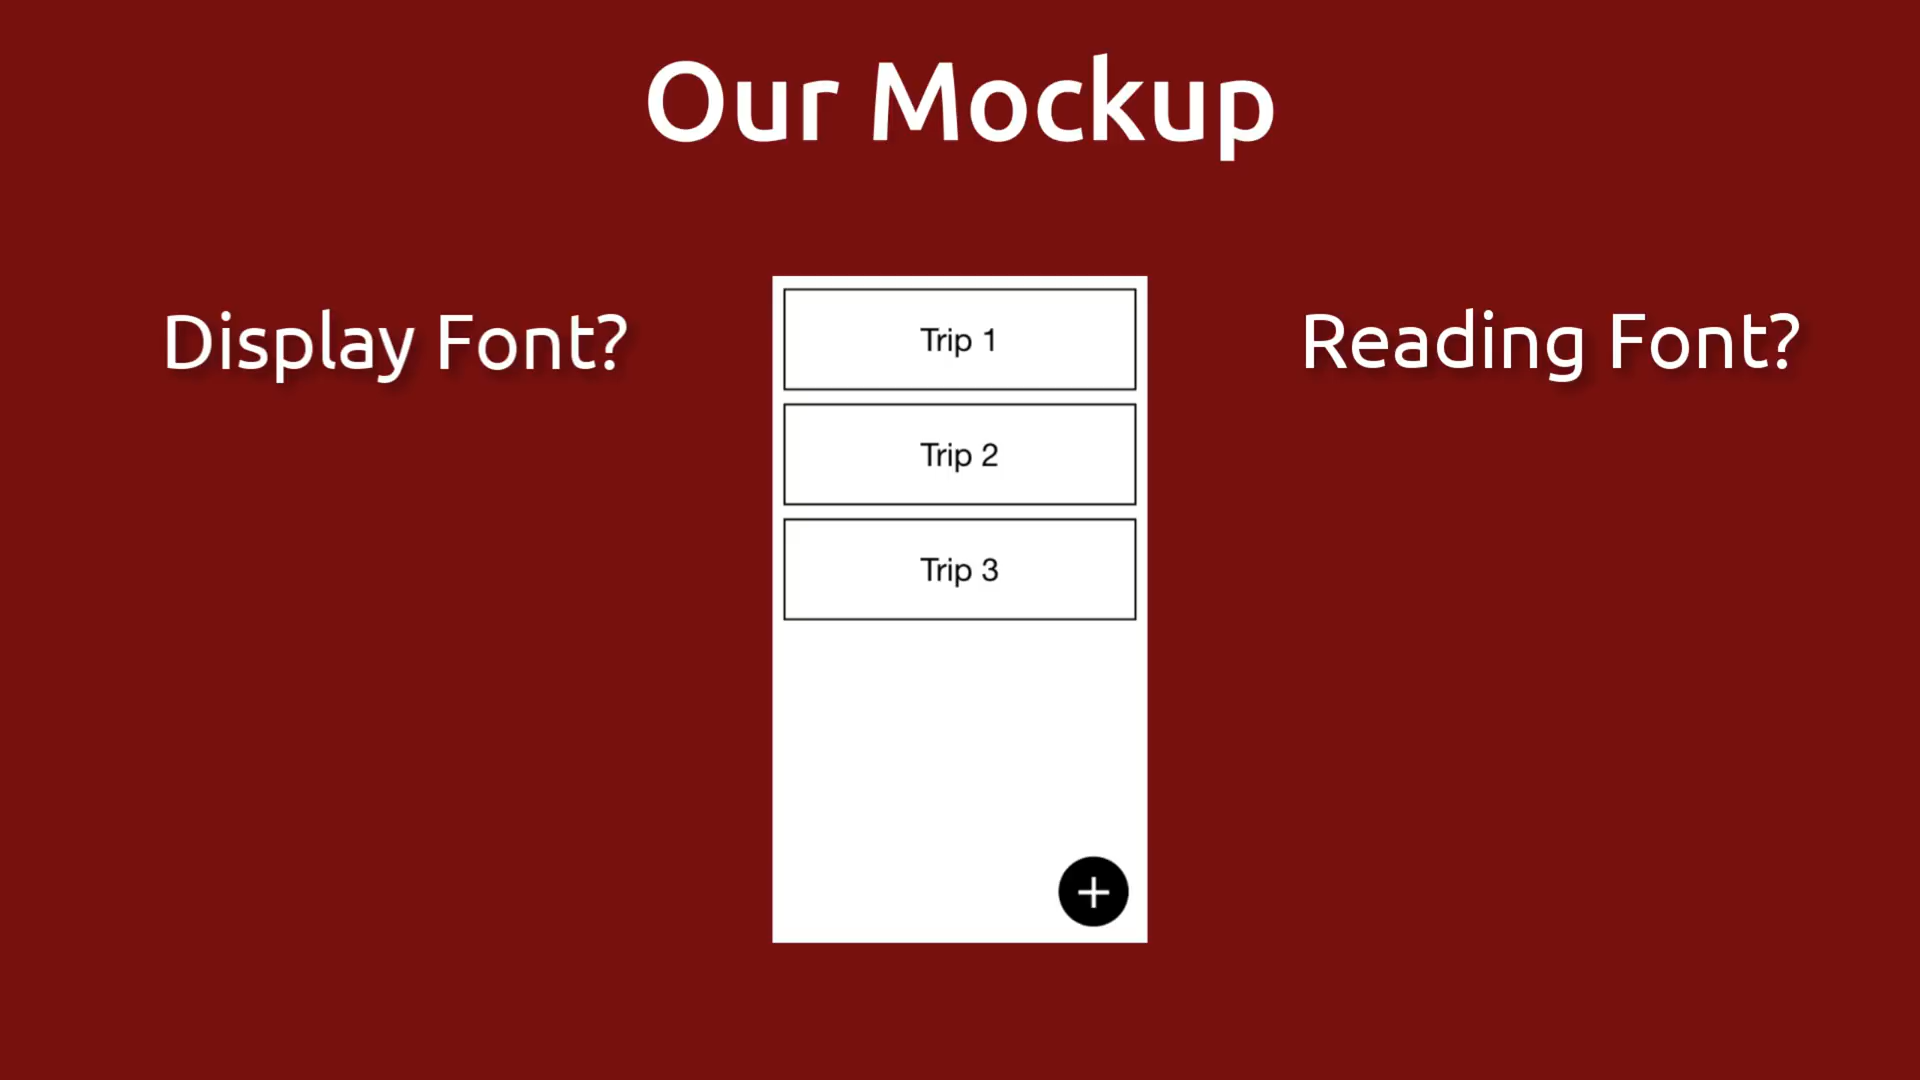 Our Mockup
Display Font?
Trip 1
Trip 2
Trip 3
+
Reading Font?